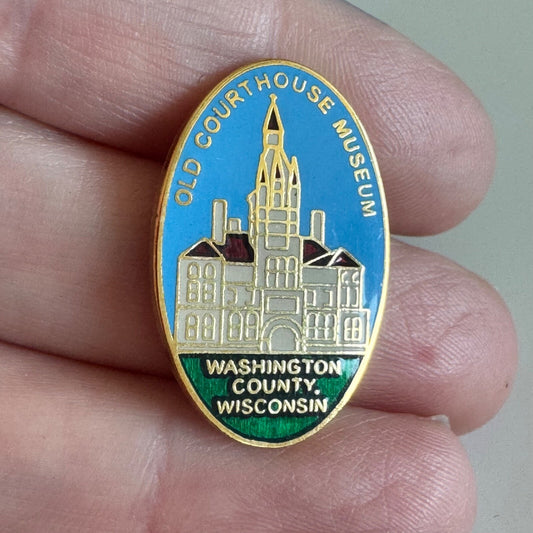 OLD COURTHOUSE MUSEUM
WASHINGTON
COUNTY,
WISCONSIN